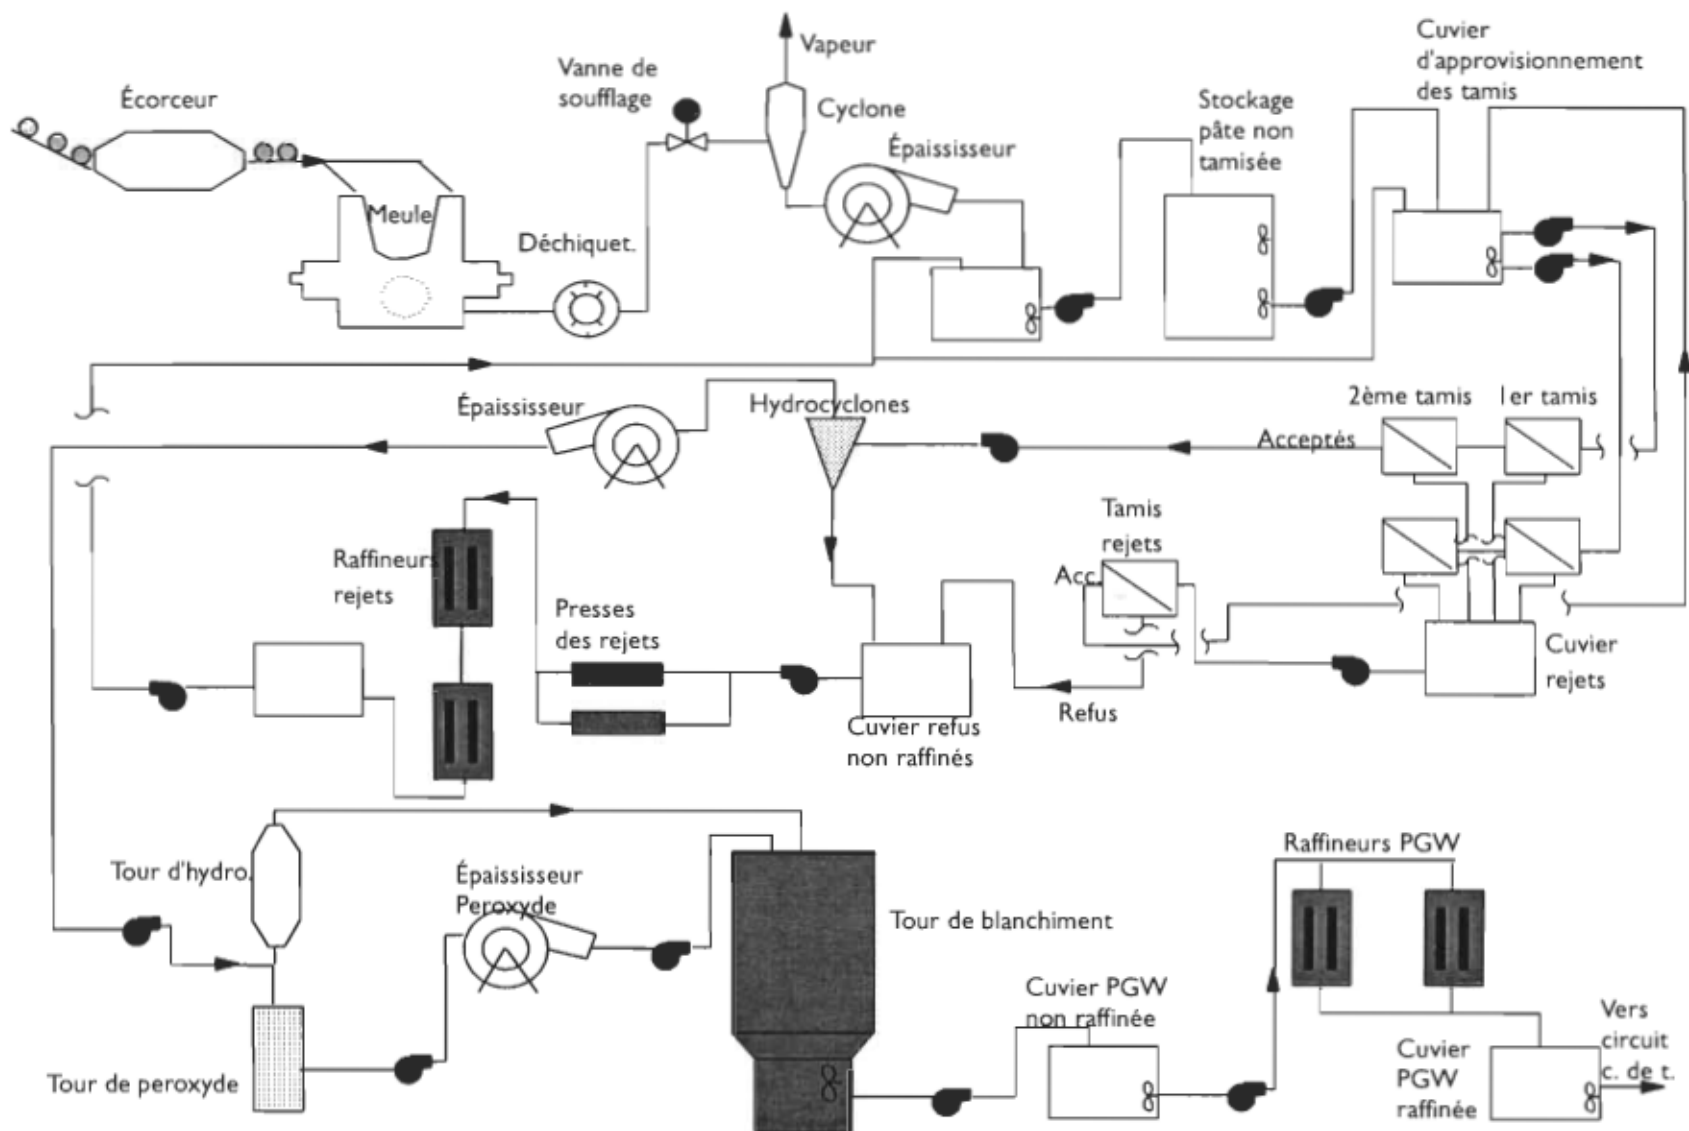 Écorceur
Vanne de
soufflage
Vapeur
Cyclone
Épaississeur
Stockage
pâte non
tamisée
Cuvier
d'approvisionnement
des tamis
Meule
Déchiquet.
Épaississeur
Hydrocyclones
Acceptés
2ème tamis
1er tamis
Raffineurs
rejets
Presses
des rejets
Tamis
rejets
Acc.
Refus
Cuvier
rejets
Cuvier refus
non raffinés
Tour d'hydro.
Épaississeur
Peroxyde
Tour de peroxyde
Tour de blanchiment
Cuvier PGW
non raffinée
Raffineurs PGW
Cuvier
PGW
raffinée
Vers
circuit
c. de t.